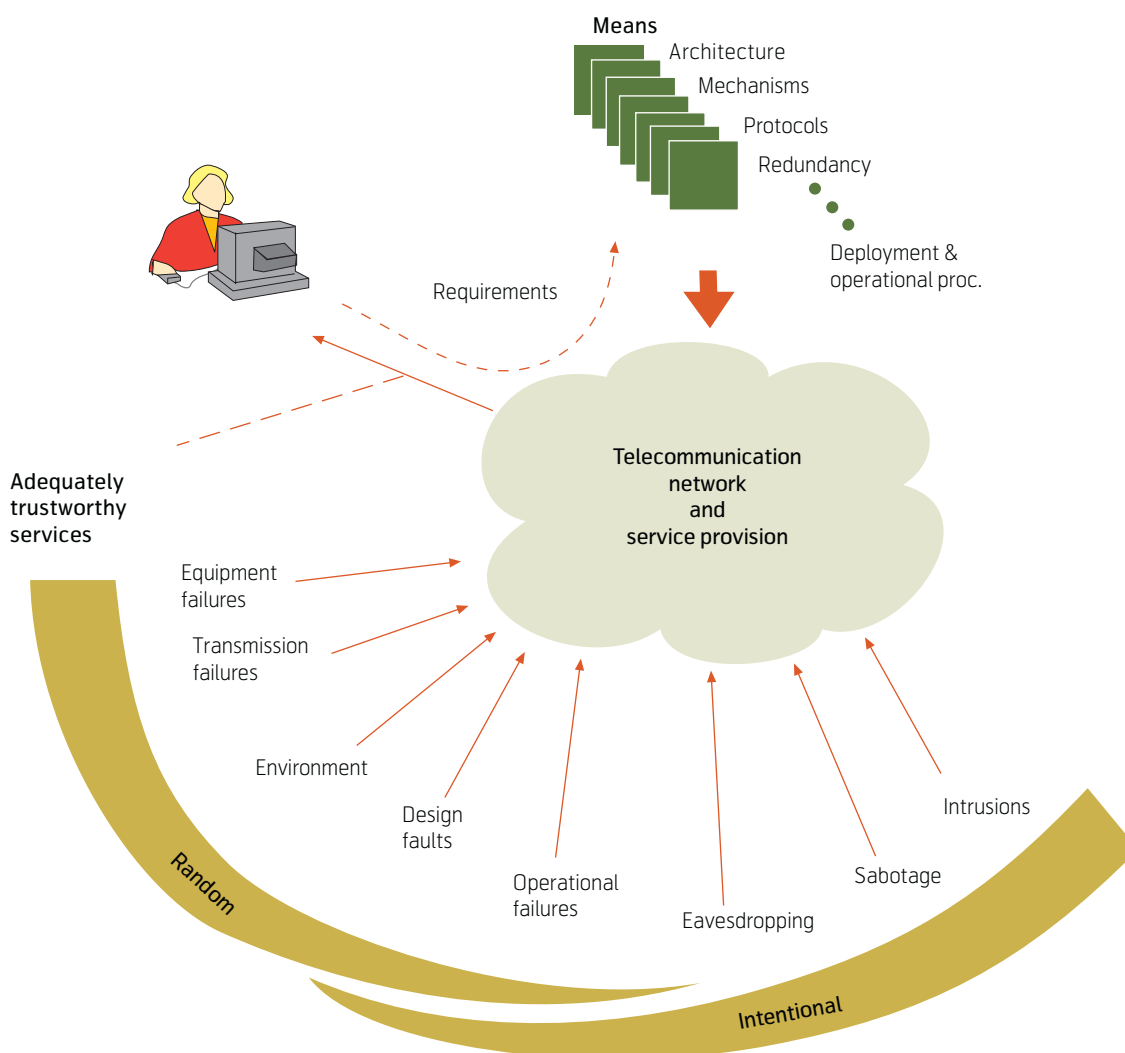 Means
Architecture
Mechanisms
Protocols
Redundancy
Deployment &
operational proc.
Requirements
Telecommunication
network
and
service provision
Adequately
trustworthy
services
Equipment
failures
Transmission
failures
Environment
Design
faults
Operational
failures
Eavesdropping
Sabotage
Intrusions
Random
Intentional